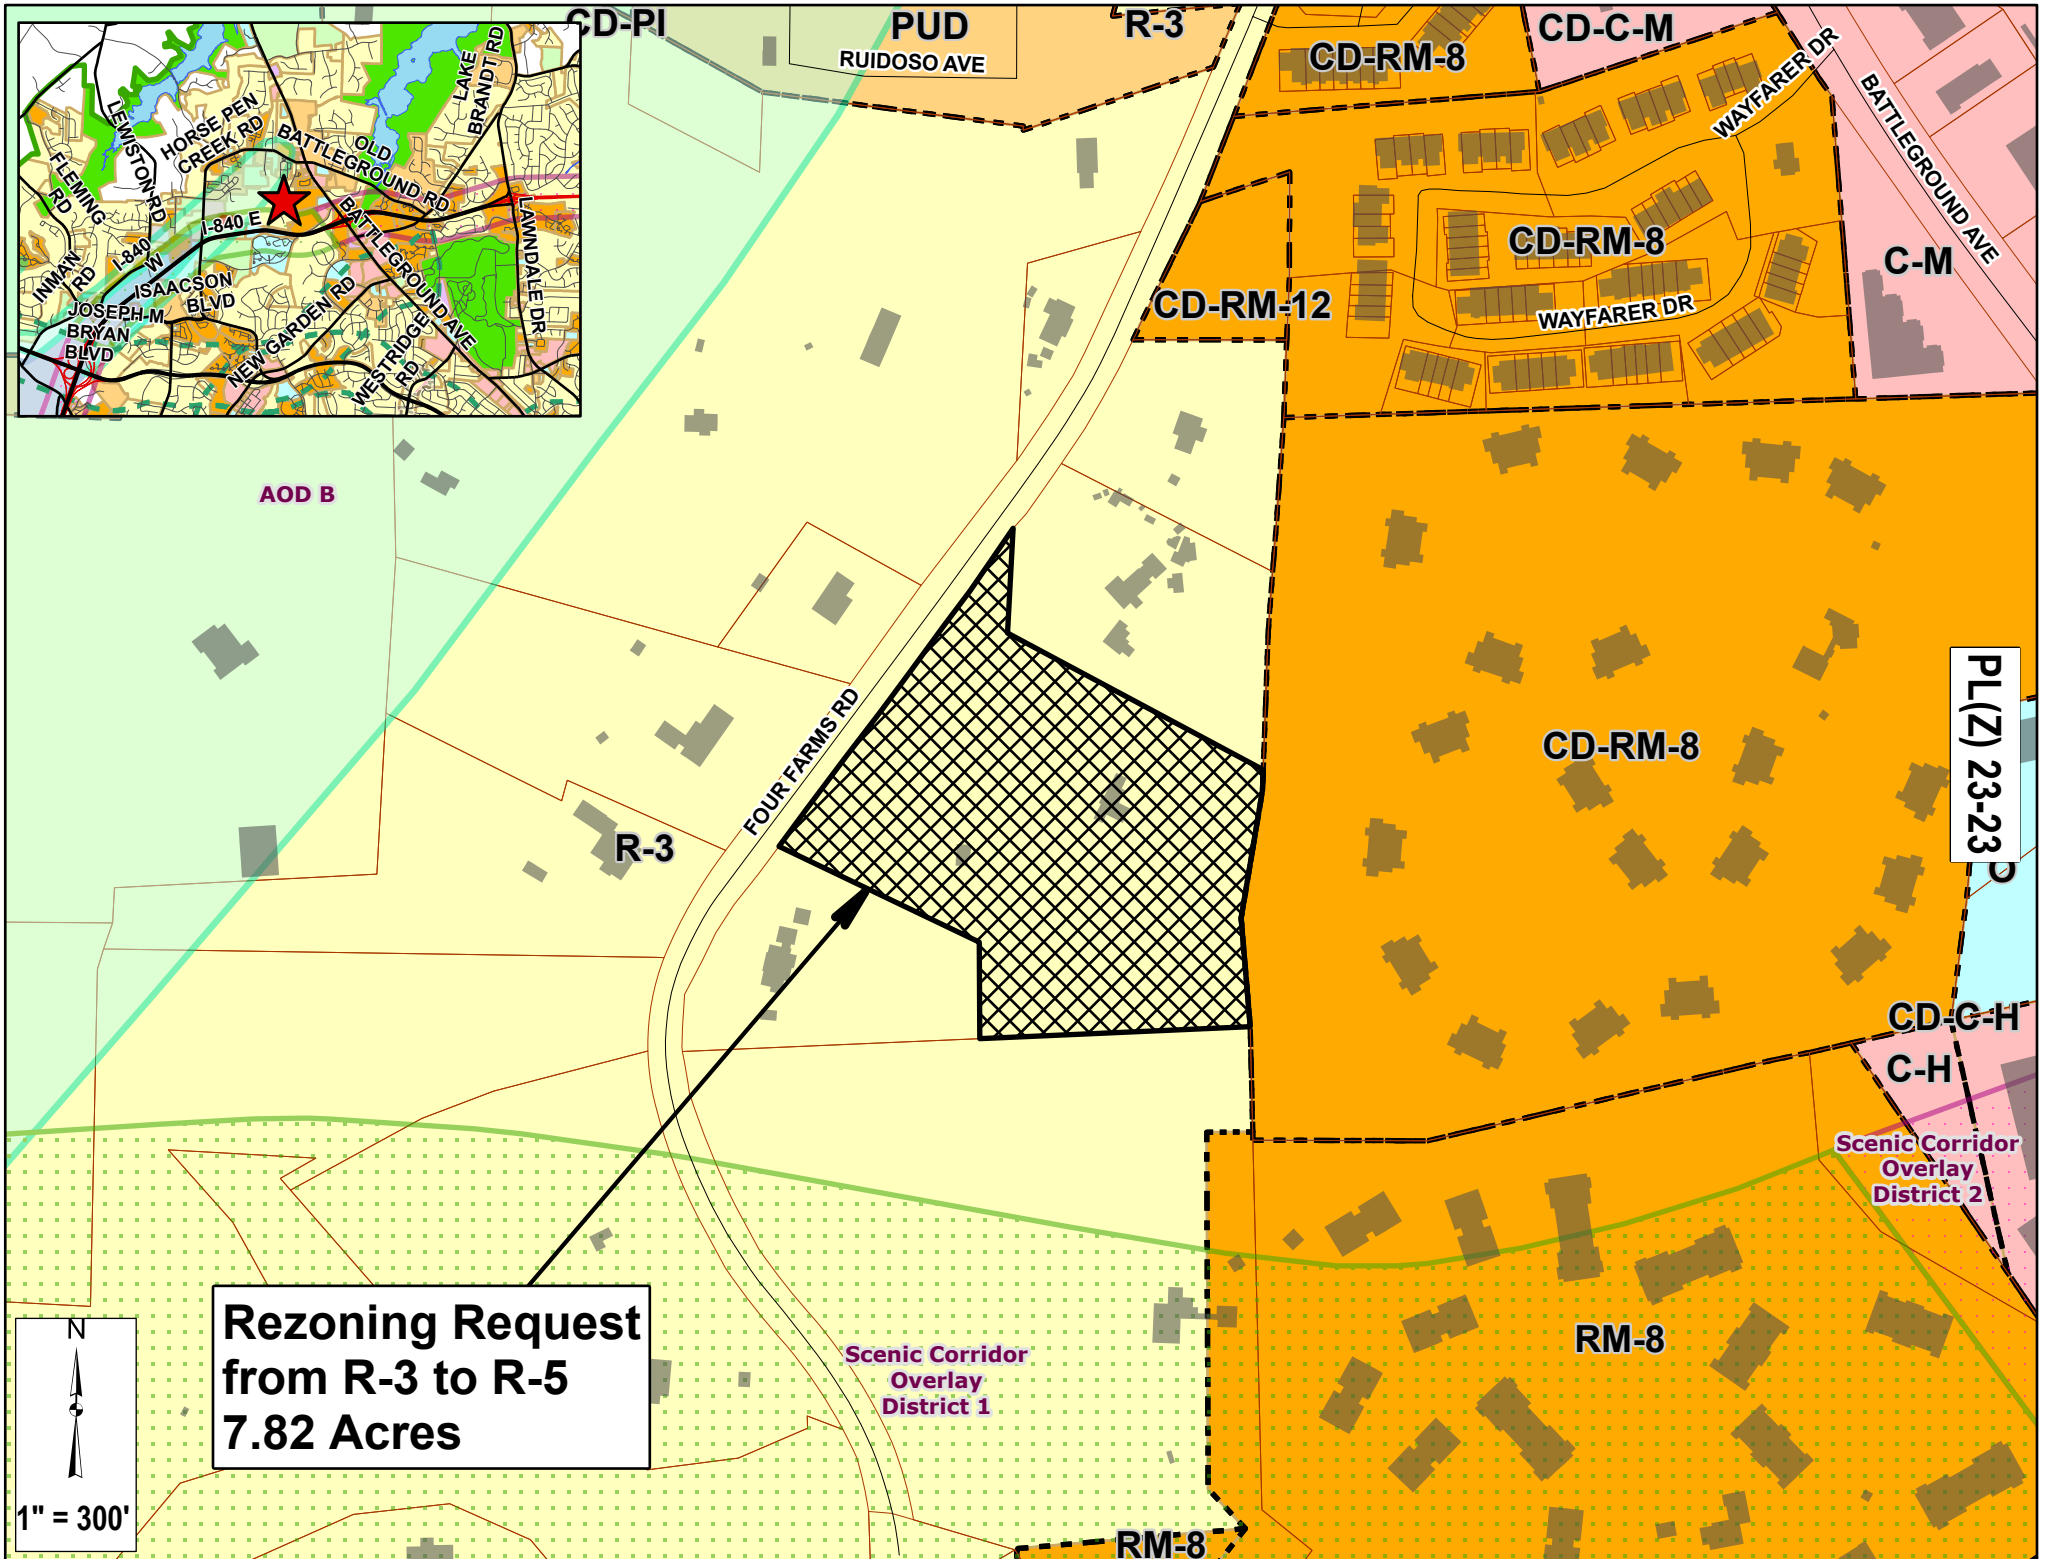 CD-PI
PUD
R-3
RUIDOSO AVE
CD-RM-8
CD-C-M
WAYFARER DR
BATTLEGROUND AVE
LAKE
BRANDT RD
LEWISTON RD
HORSE PEN
CREEK RD
OLD
BATTLEGROUND RD
FLEMING
RD
I-840 E
I-840
W
INMAN
RD
ISAACSON
BLVD
JOSEPH M
BRYAN
BLVD
NEW GARDEN RD
BATTLEGROUND AVE
WESTRIDGE
RD
LAWNDALE DR
CD-RM-8
C-M
CD-RM-12
WAYFARER DR
AOD B
FOUR FARMS RD
CD-RM-8
PL(Z) 23-23
R-3
O
CD-C-H
C-H
Scenic Corridor
Overlay
District 2
Rezoning Request
from R-3 to R-5
7.82 Acres
N
1" = 300'
Scenic Corridor
Overlay
District 1
RM-8
RM-8